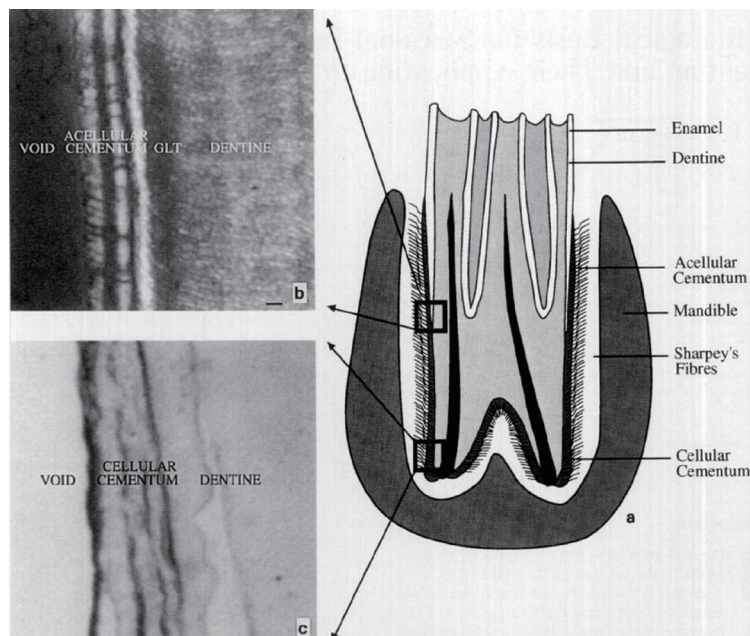 VOID
ACELLULAR
CEMENTUM
GLT
DENTINE
b
VOID
CELLULAR
CEMENTUM
DENTINE
c
Enamel
Dentine
Acellular
Cementum
Mandible
Sharpey's
Fibres
Cellular
Cementum
a